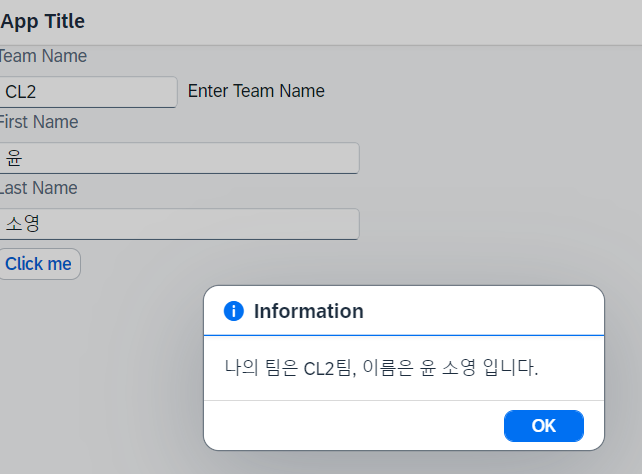 App Title
Team Name
CL2 Enter Team Name
First Name
윤
Last Name
소영
Click me
Information
나의 팀은 CL2팀, 이름은 윤 소영 입니다.
OK